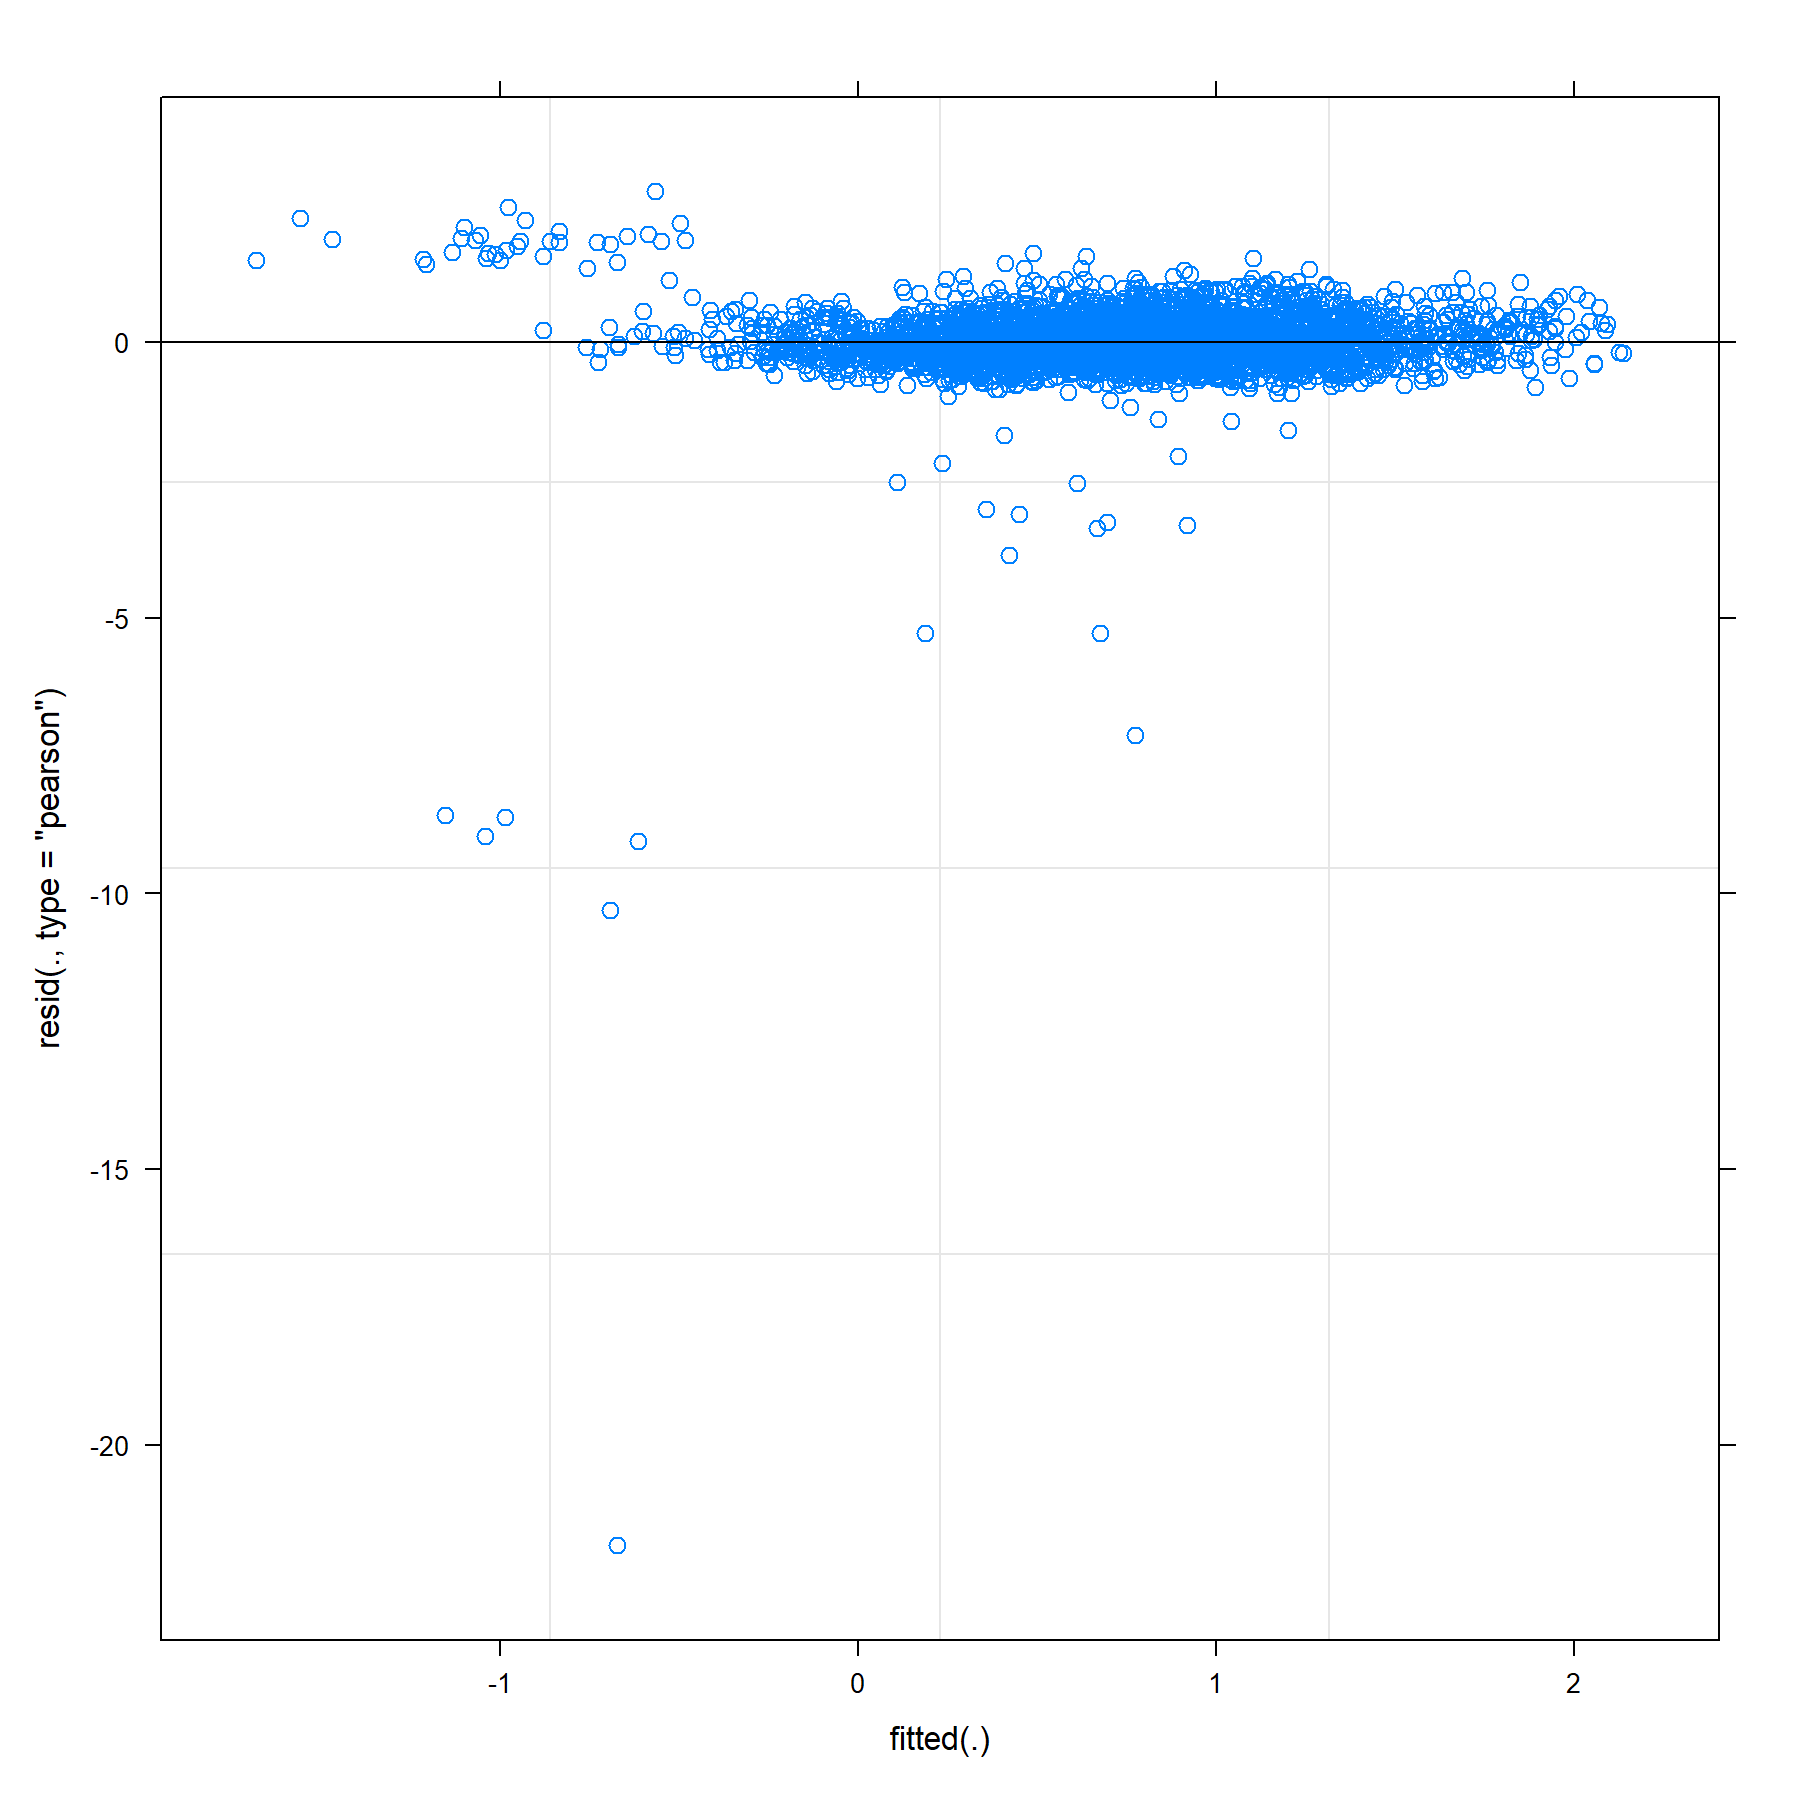 0
-5
-10
-15
-20
resid(., type = "pearson")
-1 0 1 2
fitted(.)